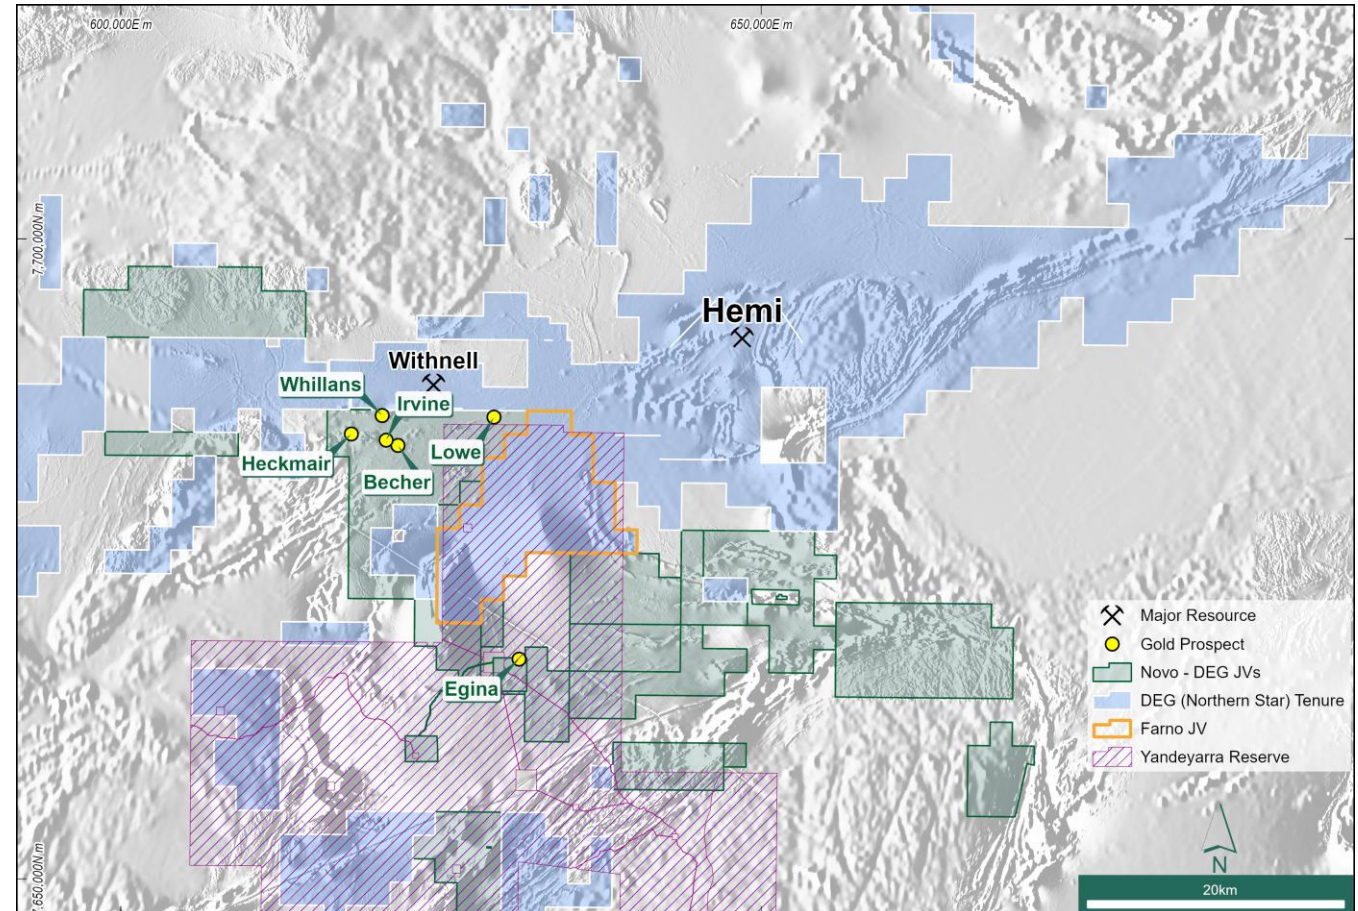 600,000E m
650,000E m
7,700,000N m
Hemi
Withnell
Whillans
Irvine
Heckmair
Lowe
Becher
Egina
Major Resource
Gold Prospect
Novo - DEG JVs
DEG (Northern Star) Tenure
Farno JV
Yandeyarra Reserve
7,650,000N m
N
20km